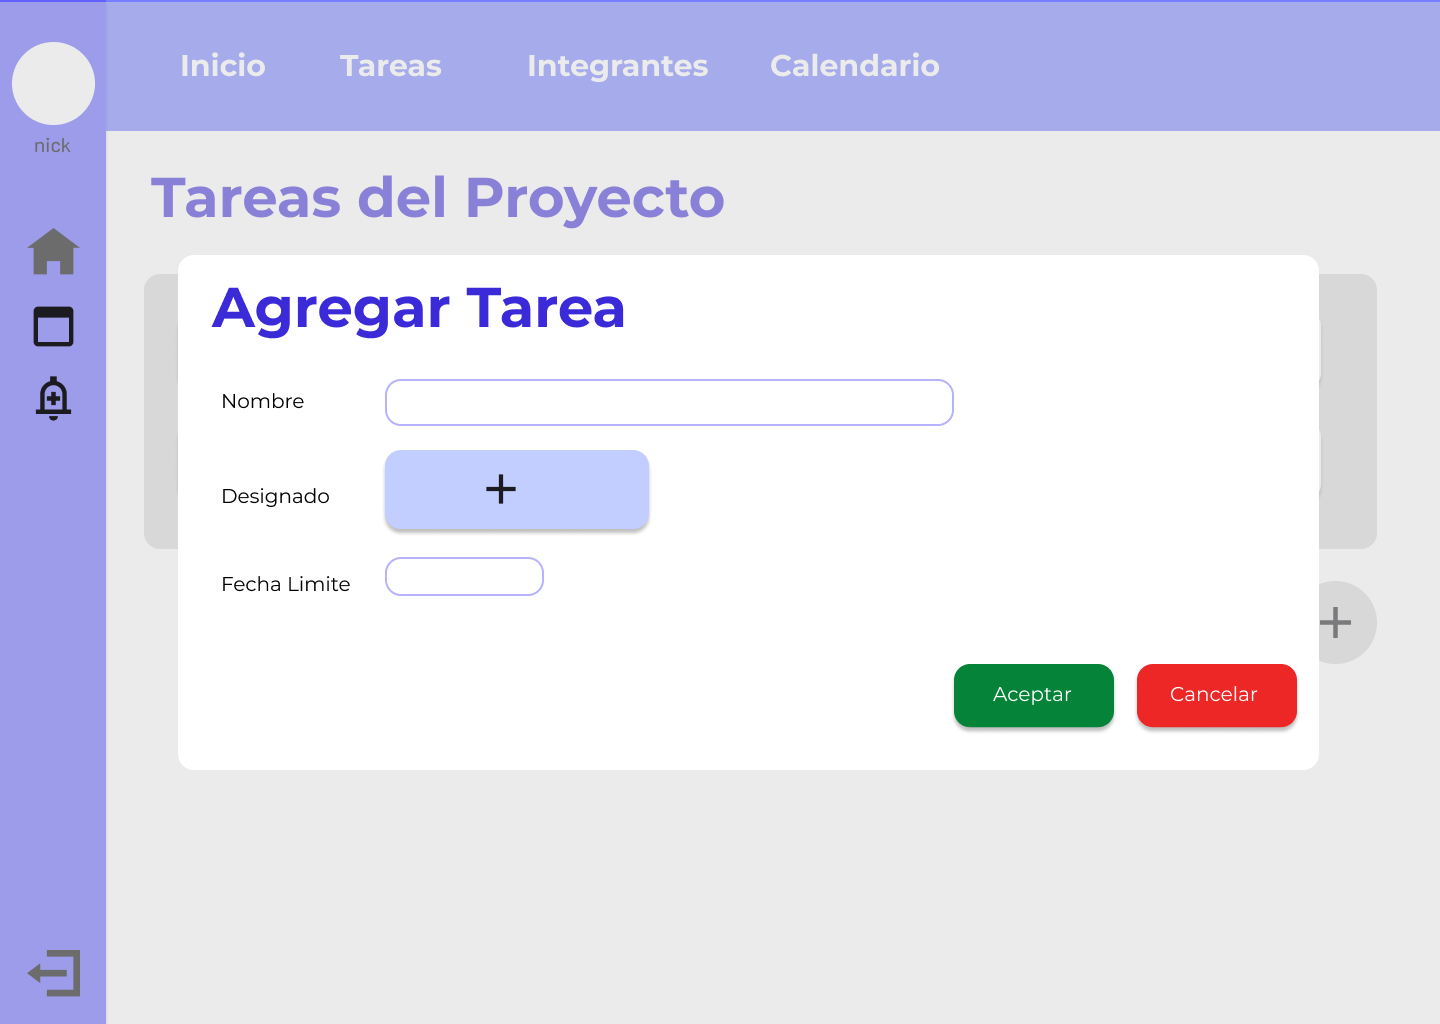 Inicio
Tareas
Integrantes
Calendario
nick
Tareas del Proyecto
Agregar Tarea
Nombre
Designado
Fecha Limite
Aceptar
Cancelar